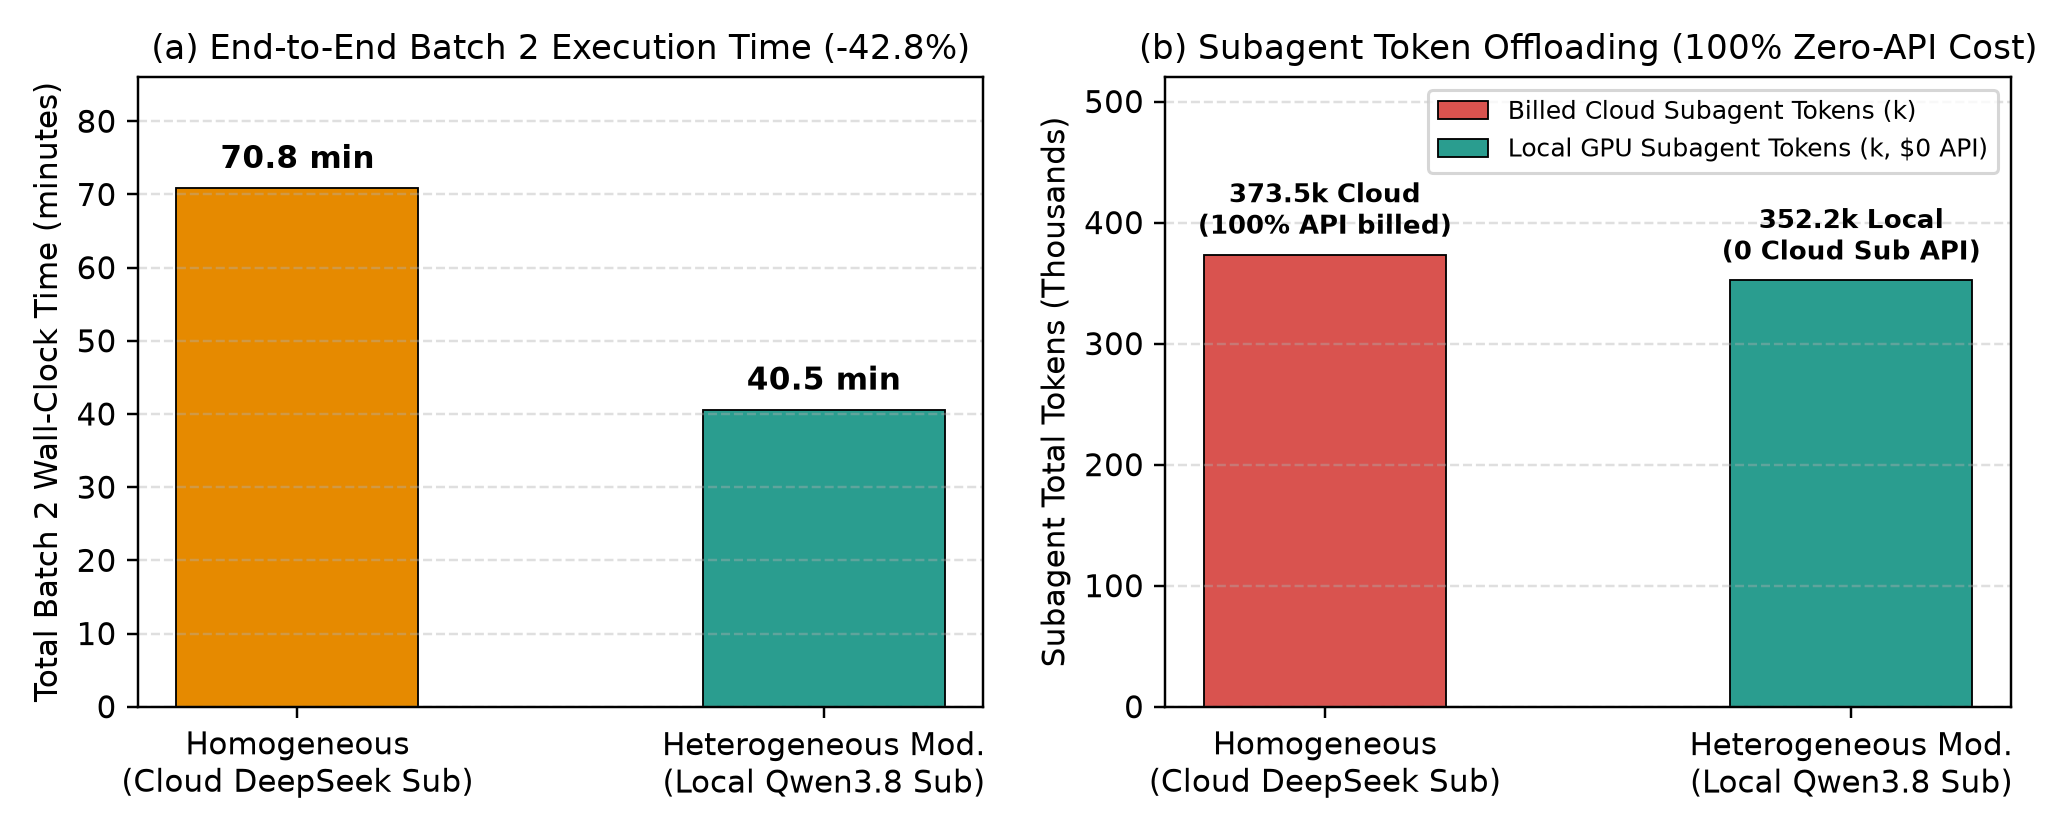 (a) End-to-End Batch 2 Execution Time (-42.8%)
Total Batch 2 Wall-Clock Time (minutes)
80
70
60
50
40
30
20
10
0
70.8 min
40.5 min
Homogeneous
(Cloud DeepSeek Sub)
Heterogeneous Mod.
(Local Qwen3.8 Sub)
(b) Subagent Token Offloading (100% Zero-API Cost)
Subagent Total Tokens (Thousands)
500
400
300
200
100
0
Billed Cloud Subagent Tokens (k)
Local GPU Subagent Tokens (k, $0 API)
373.5k Cloud
(100% API billed)
352.2k Local
(0 Cloud Sub API)
Homogeneous
(Cloud DeepSeek Sub)
Heterogeneous Mod.
(Local Qwen3.8 Sub)